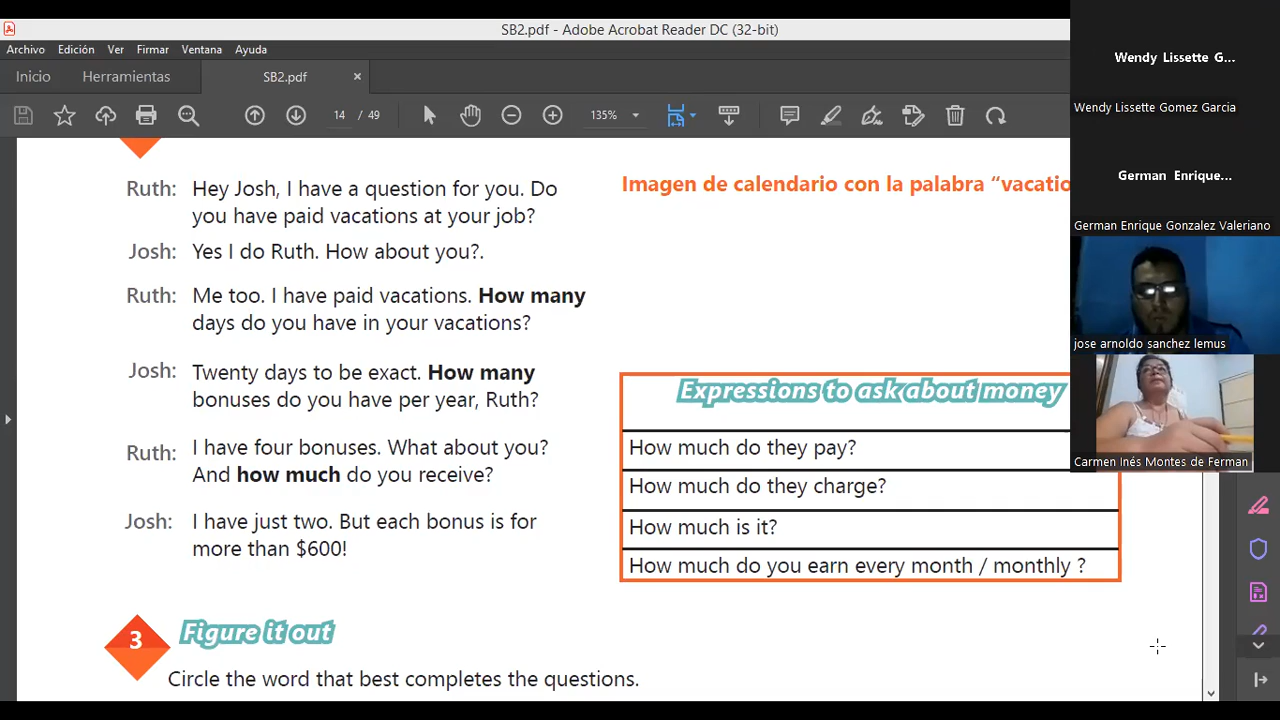 SB2.pdf - Adobe Acrobat Reader DC (32-bit)
Archivo Edición Ver Firmar Ventana Ayuda
Inicio Herramientas SB2.pdf ×
14 / 49 135%
Ruth: Hey Josh, I have a question for you. Do
you have paid vacations at your job?
Josh: Yes I do Ruth. How about you?.
Ruth: Me too. I have paid vacations. How many
days do you have in your vacations?
Josh: Twenty days to be exact. How many
bonuses do you have per year, Ruth?
Ruth: I have four bonuses. What about you?
And how much do you receive?
Josh: I have just two. But each bonus is for
more than $600!
Imagen de calendario con la palabra “vacatio
Expressions to ask about money
How much do they pay?
How much do they charge?
How much is it?
How much do you earn every month / monthly ?
3 Figure it out
Circle the word that best completes the questions.
Wendy Lissette G...
Wendy Lissette Gomez Garcia
German Enrique...
German Enrique Gonzalez Valeriano
jose arnoldo sanchez lemus
Carmen Inés Montes de Ferman